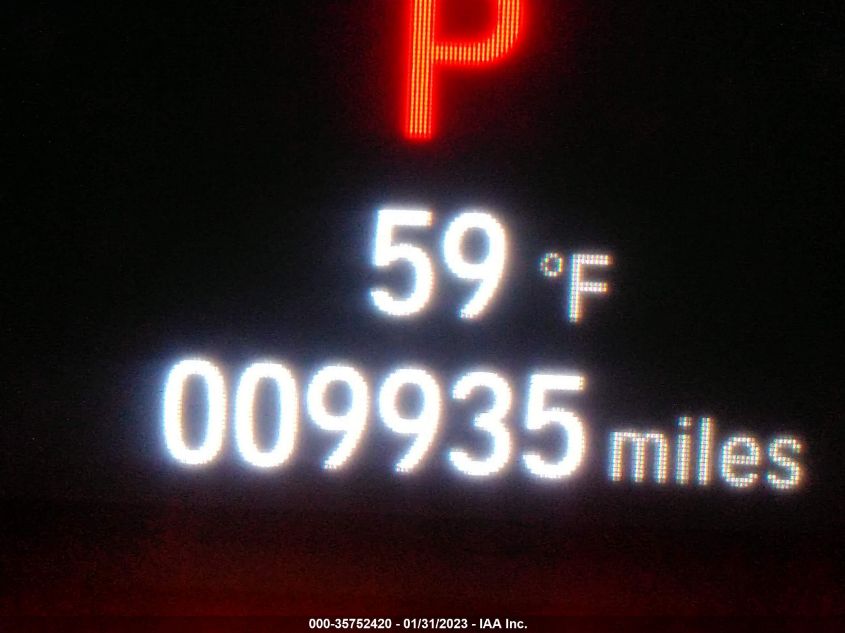 P
59 °F
009935 miles
000-35752420 - 01/31/2023 - IAA Inc.